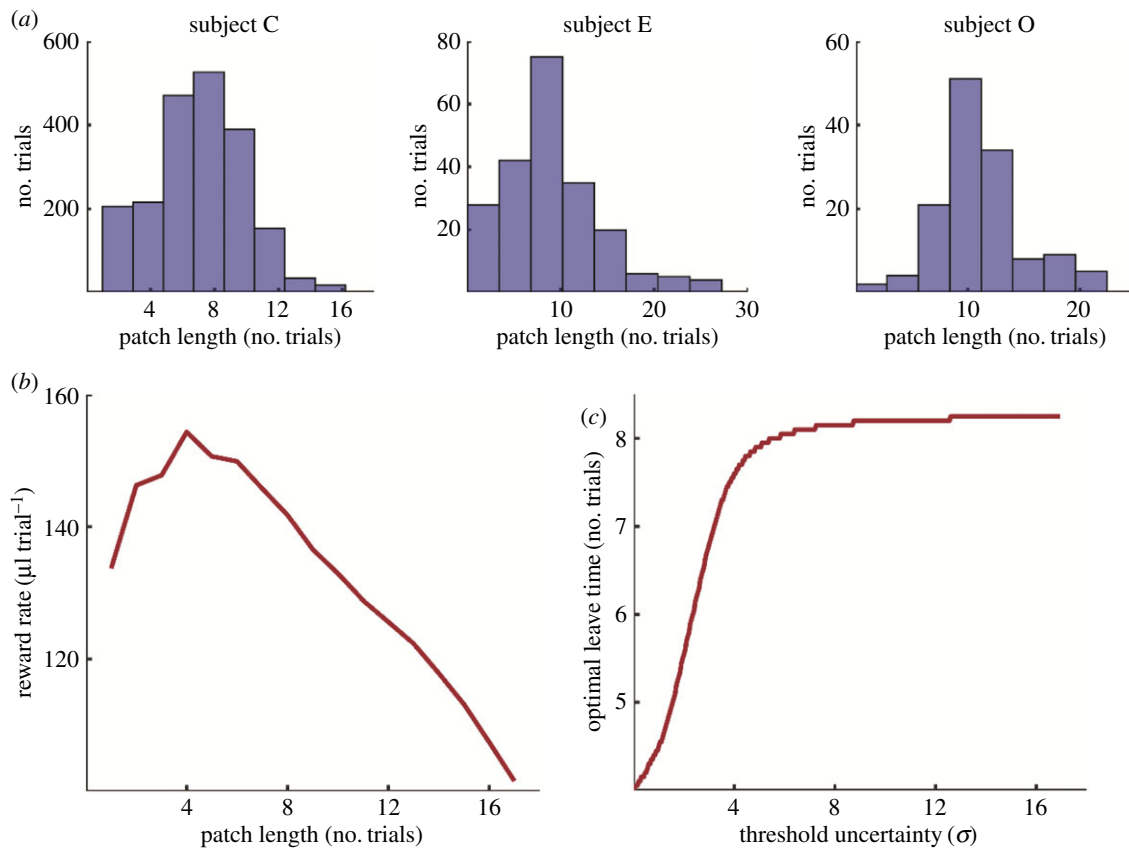 (a)
subject C
subject E
subject O
600
400
200
no. trials
4
8
12
16
patch length (no. trials)
80
60
40
20
no. trials
10
20
30
patch length (no. trials)
60
40
20
no. trials
10
20
patch length (no. trials)
(b)
160
140
120
reward rate (µl trial⁻¹)
4
8
12
16
patch length (no. trials)
(c)
8
7
6
5
optimal leave time (no. trials)
4
8
12
16
threshold uncertainty (σ)